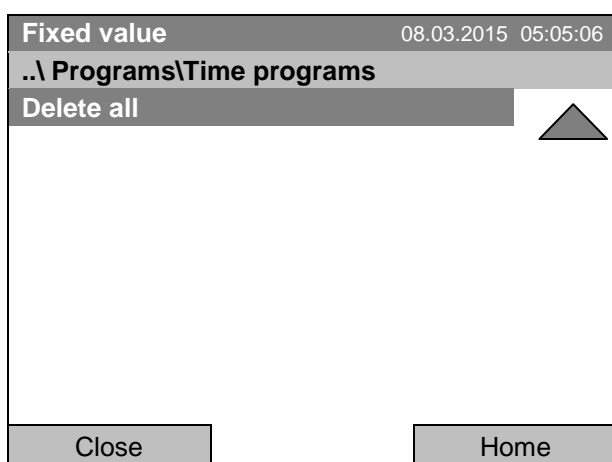 Fixed value 08.03.2015 05:05:06
..\ Programs\Time programs
Delete all
Close Home